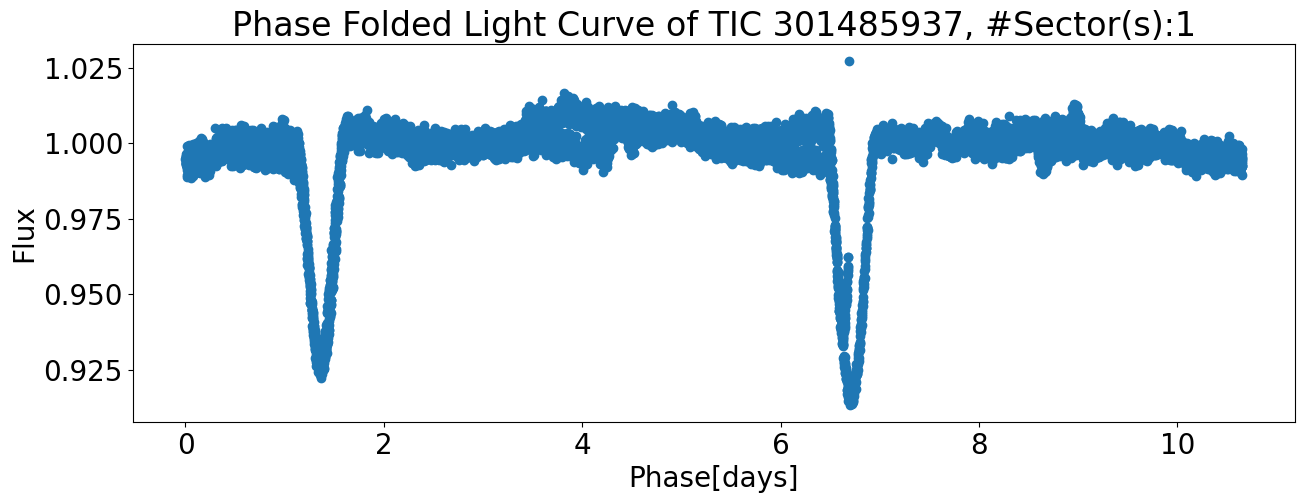 Phase Folded Light Curve of TIC 301485937, #Sector(s):1
1.025
1.000
0.975
0.950
0.925
Flux
0 2 4 6 8 10
Phase[days]